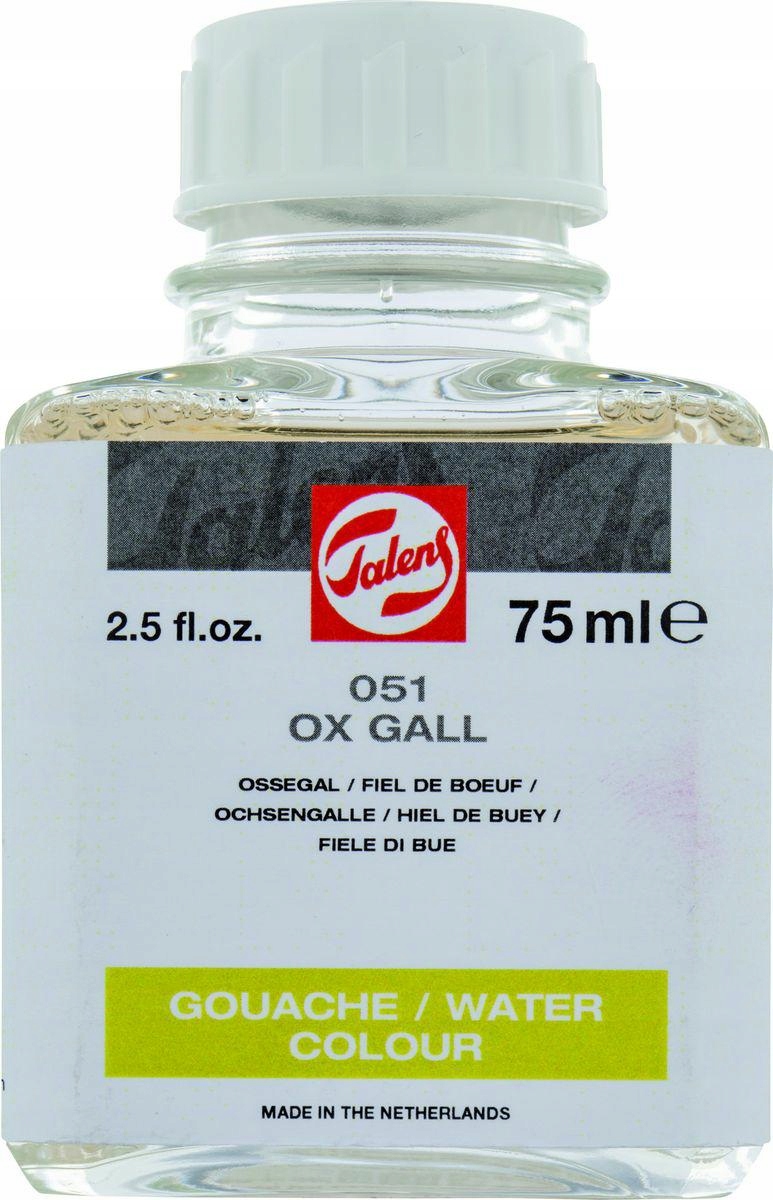 Talens
Talens
2.5 fl.oz.
75 ml ℮
051
OX GALL
OSSEGAL / FIEL DE BOEUF /
OCHSENGALLE / HIEL DE BUEY /
FIELE DI BUE
GOUACHE / WATER
COLOUR
MADE IN THE NETHERLANDS